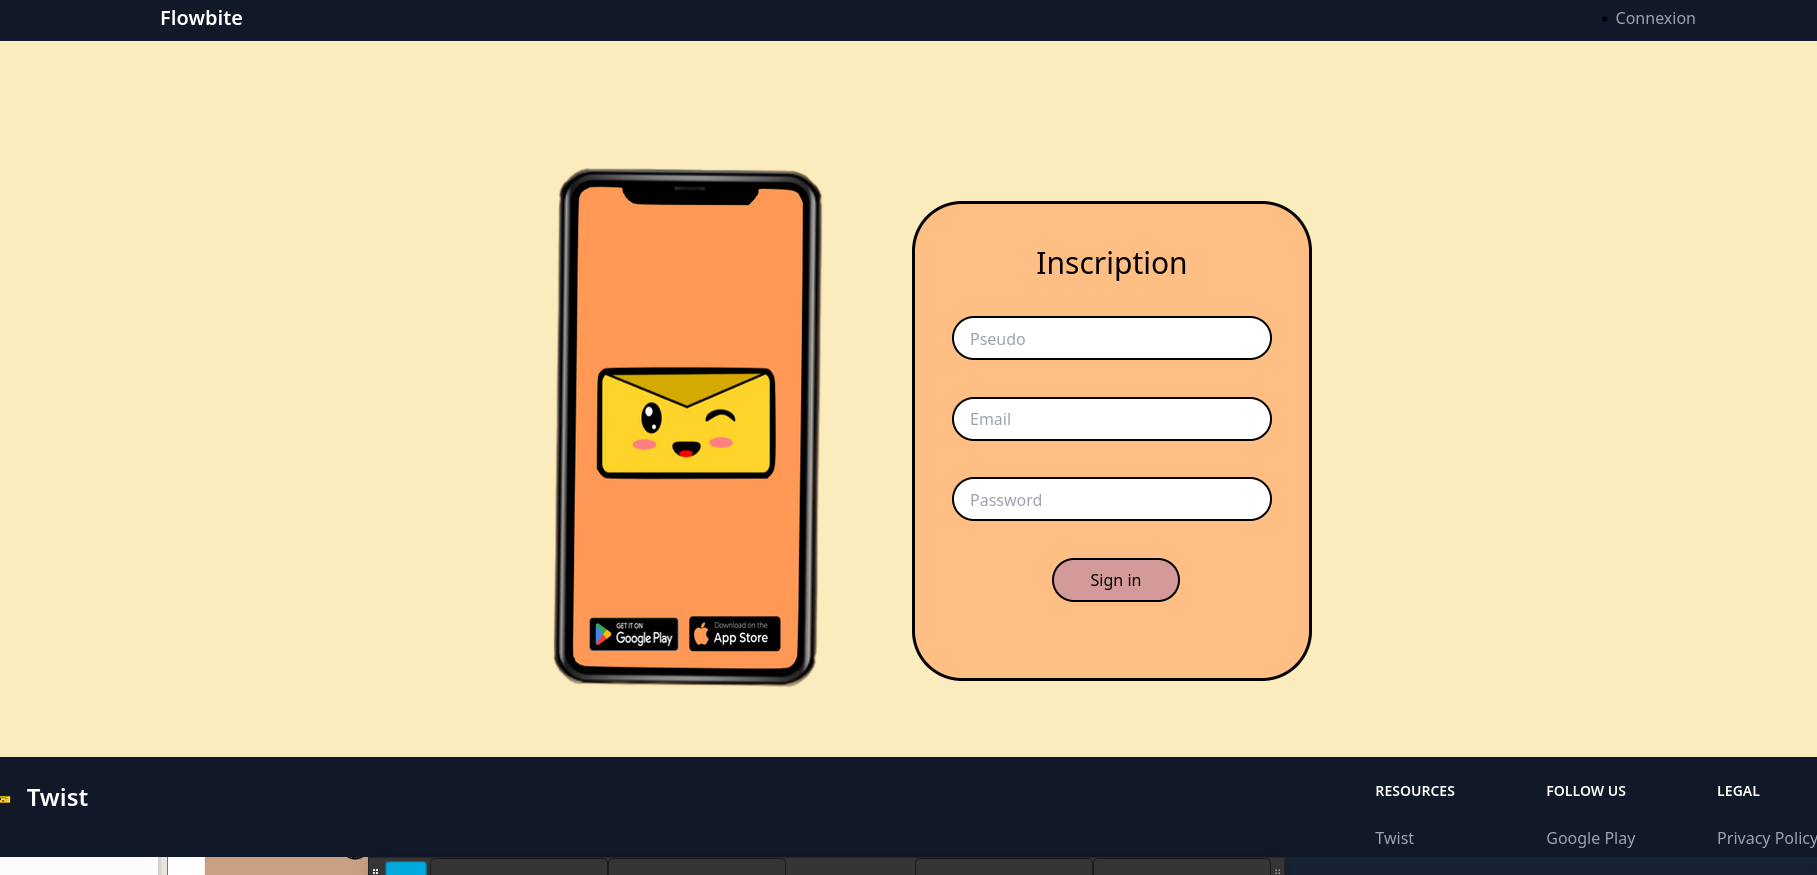 Flowbite
Connexion
Inscription
Pseudo
Email
Password
Sign in
GET IT ON
Google Play
Download on the
App Store
Twist
RESOURCES
FOLLOW US
LEGAL
Twist
Google Play
Privacy Policy